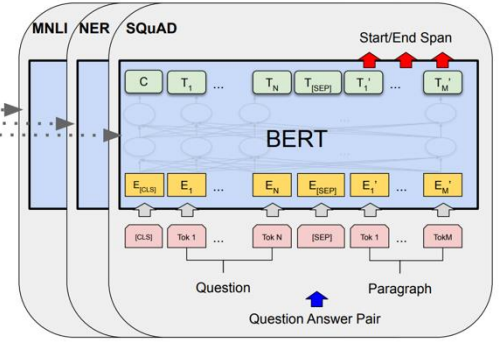 MNLI NER SQuAD
Start/End Span
C T1 ... TN T[SEP] T1' ... TM'
BERT
E[CLS] E1 ... EN E[SEP] E1' ... EM'
[CLS] Tok 1 ... Tok N [SEP] Tok 1 ... TokM
Question Paragraph
Question Answer Pair